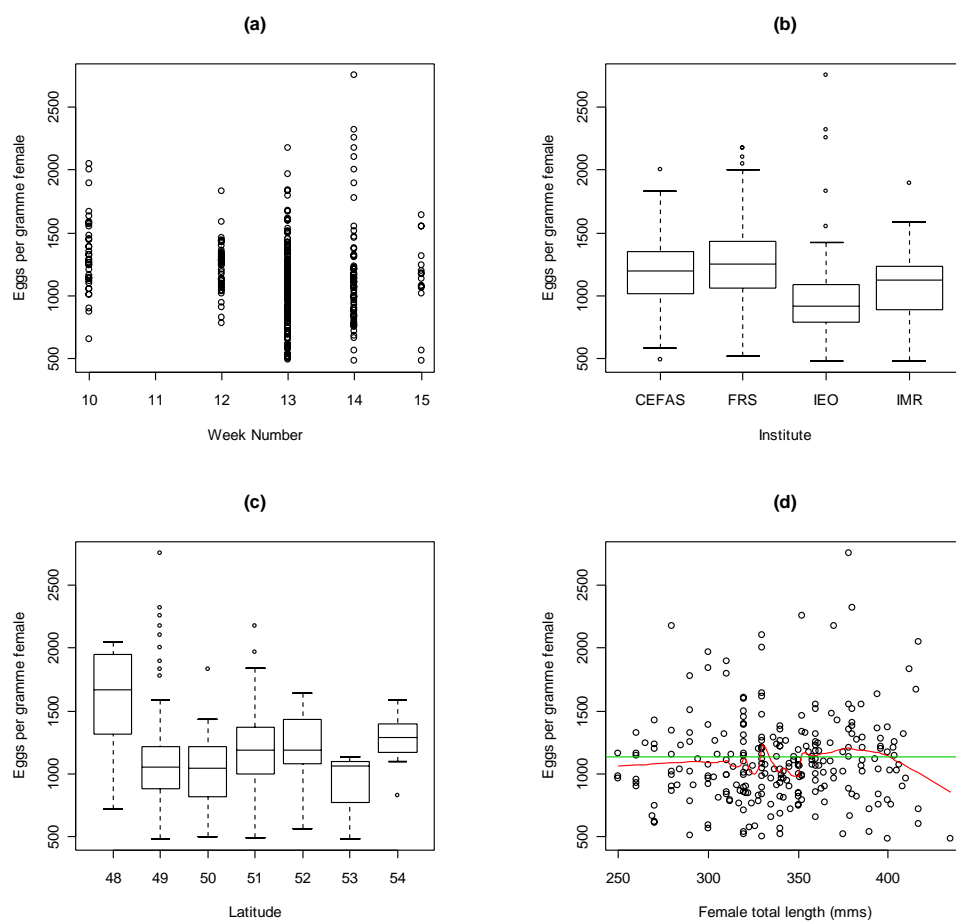 (a)
Eggs per gramme female
500 1000 1500 2000 2500
10 11 12 13 14 15
Week Number
(b)
Eggs per gramme female
500 1000 1500 2000 2500
CEFAS FRS IEO IMR
Institute
(c)
Eggs per gramme female
500 1000 1500 2000 2500
48 49 50 51 52 53 54
Latitude
(d)
Eggs per gramme female
500 1000 1500 2000 2500
250 300 350 400
Female total length (mms)